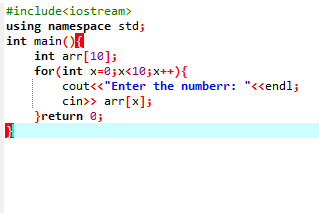 #include<iostream>
using namespace std;
int main(){
int arr[10];
for(int x=0;x<10;x++){
cout<<"Enter the numberr: "<<endl;
cin>> arr[x];
}return 0;
}